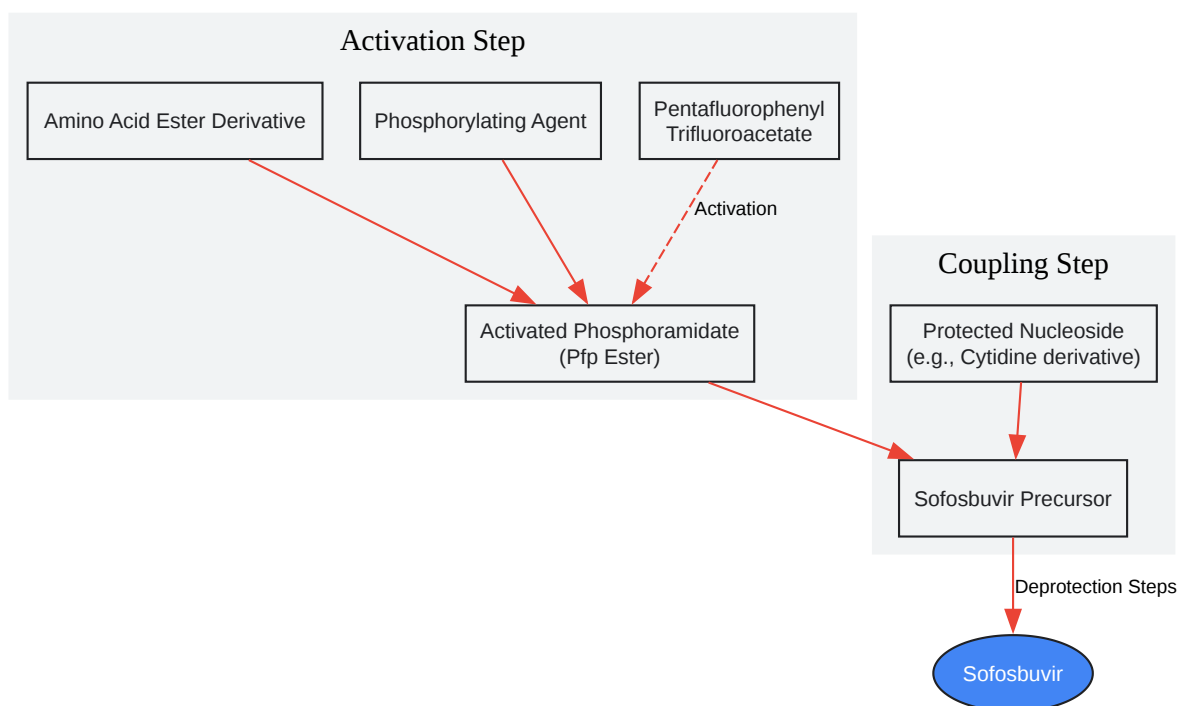 Activation Step
Amino Acid Ester Derivative
Phosphorylating Agent
Pentafluorophenyl
Trifluoroacetate
Activation
Activated Phosphoramidate
(Pfp Ester)
Coupling Step
Protected Nucleoside
(e.g., Cytidine derivative)
Sofosbuvir Precursor
Deprotection Steps
Sofosbuvir